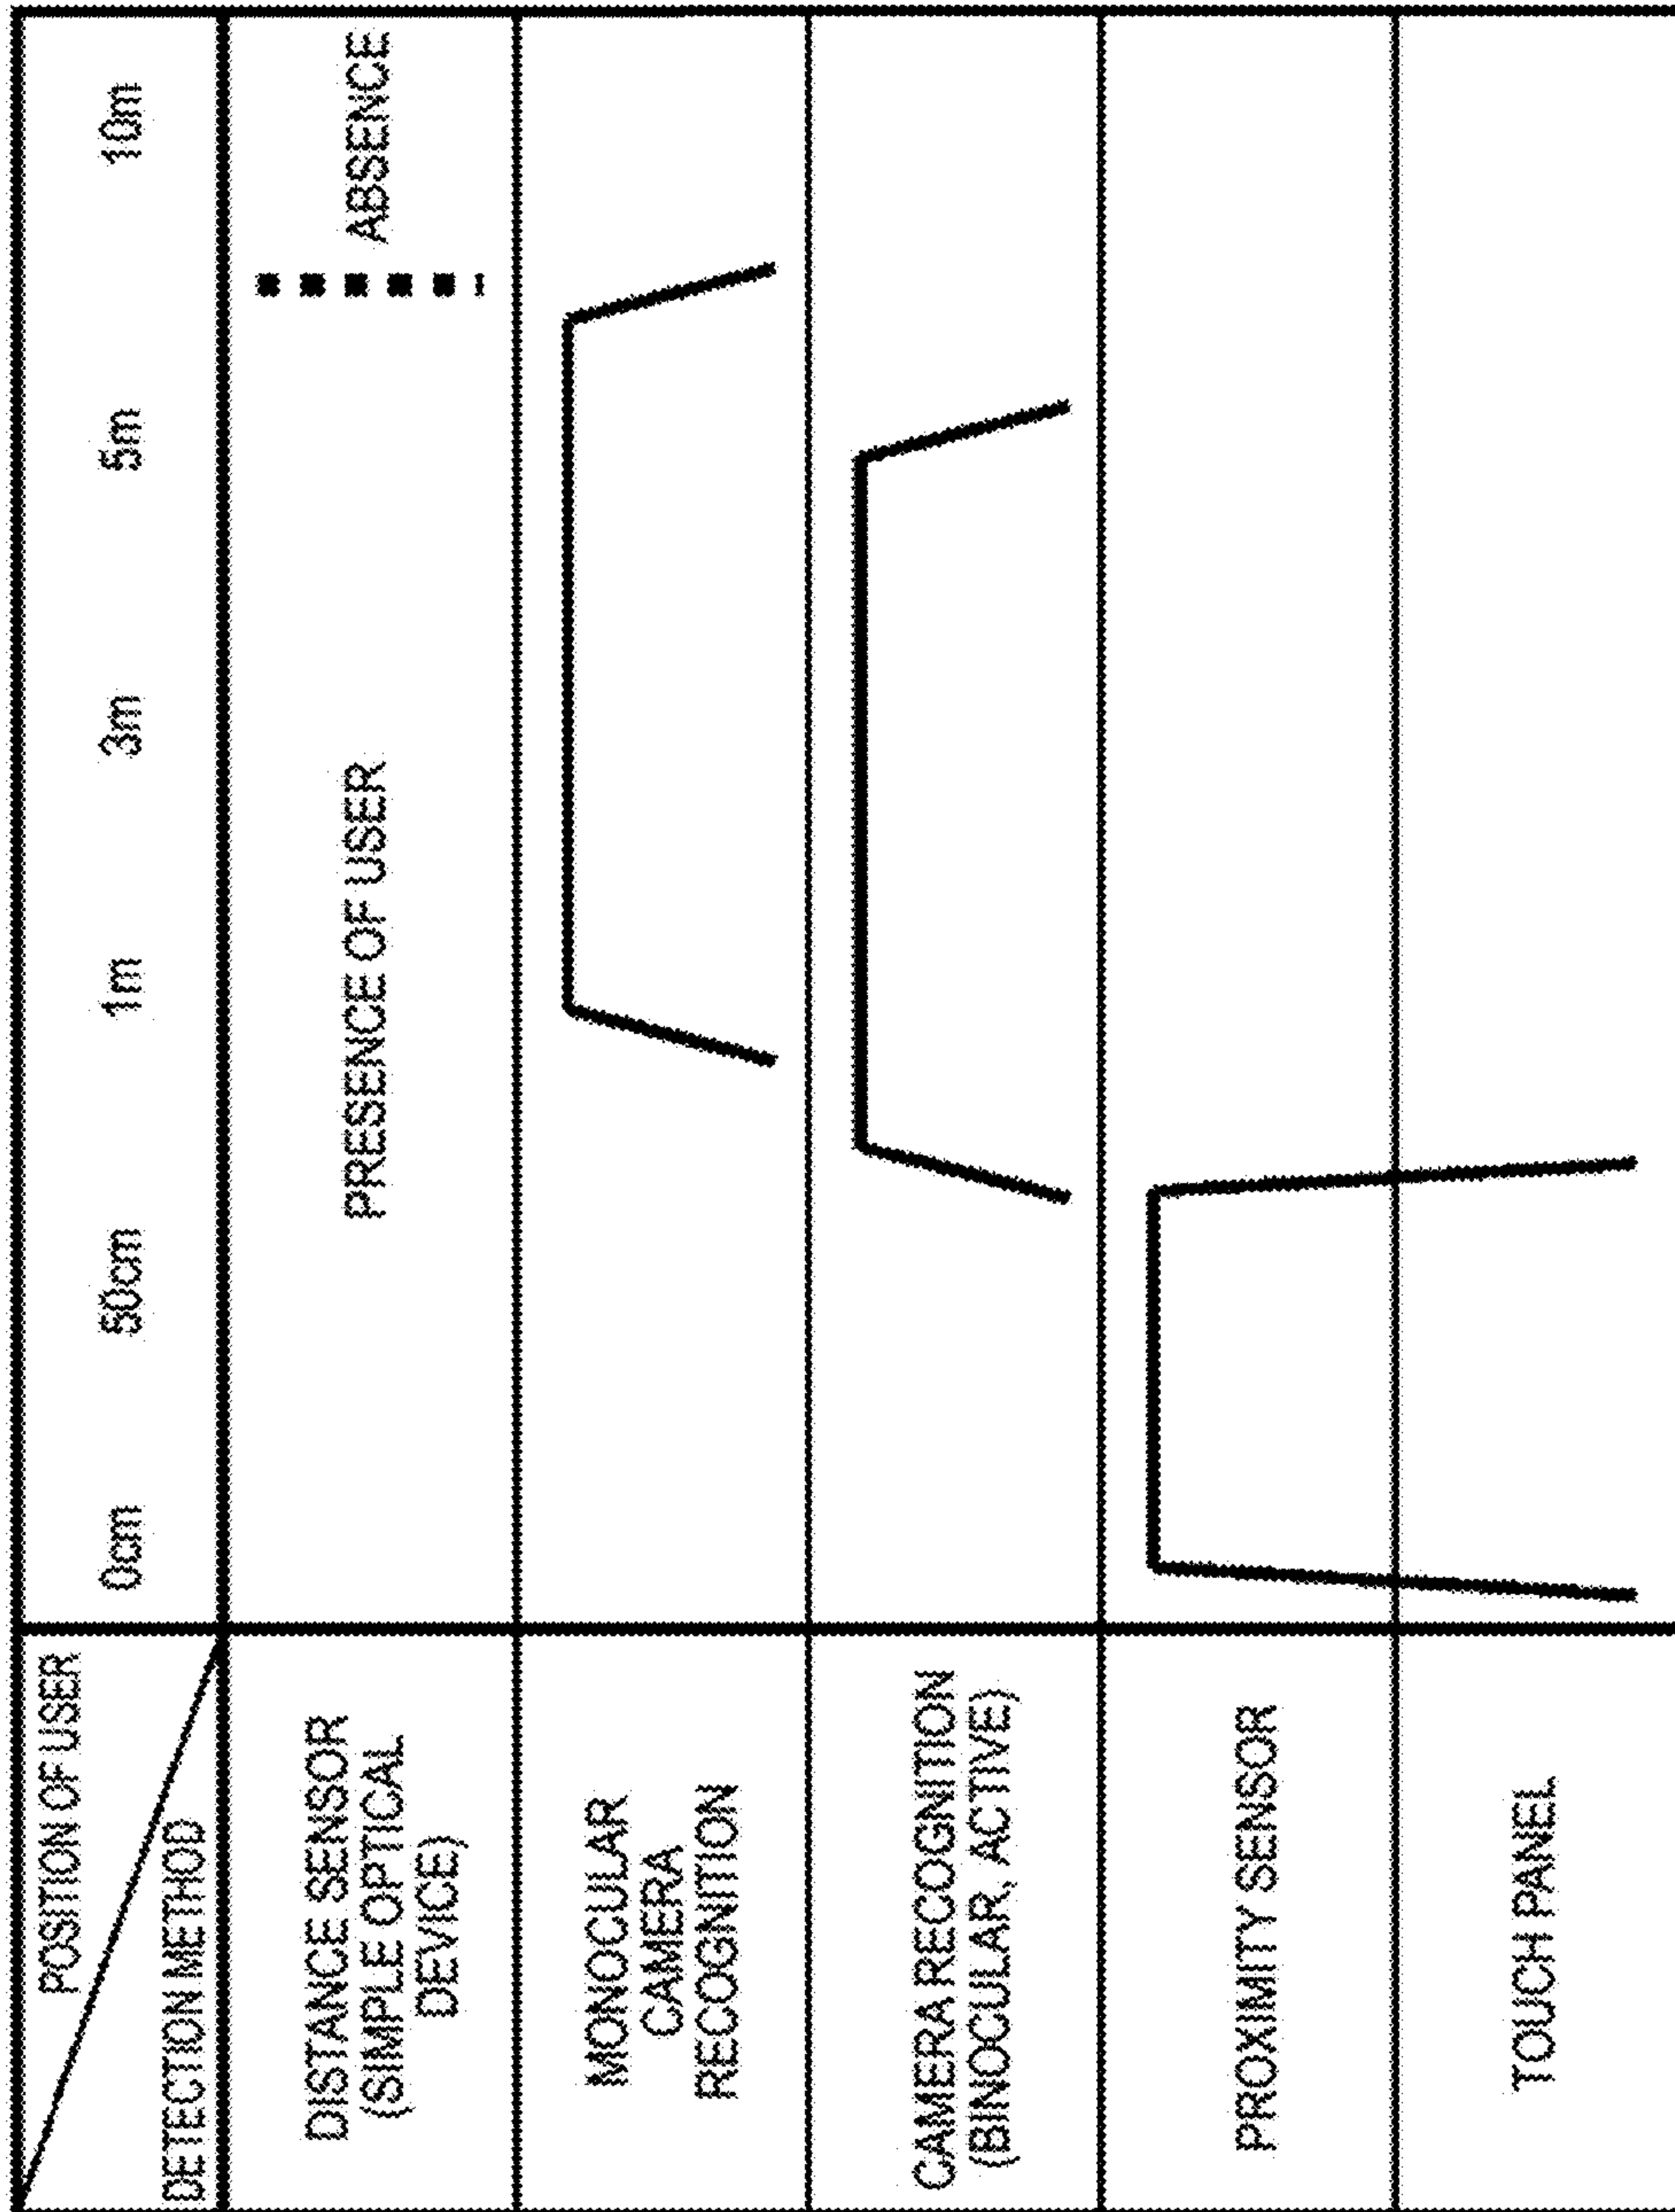 POSITION OF USER
DETECTION METHOD
0cm
50cm
1m
3m
5m
10m
DISTANCE SENSOR
(SIMPLE OPTICAL
DEVICE)
PRESENCE OF USER
ABSENCE
MONOCULAR
CAMERA
RECOGNITION
CAMERA RECOGNITION
(BINOCULAR, ACTIVE)
PROXIMITY SENSOR
TOUCH PANEL